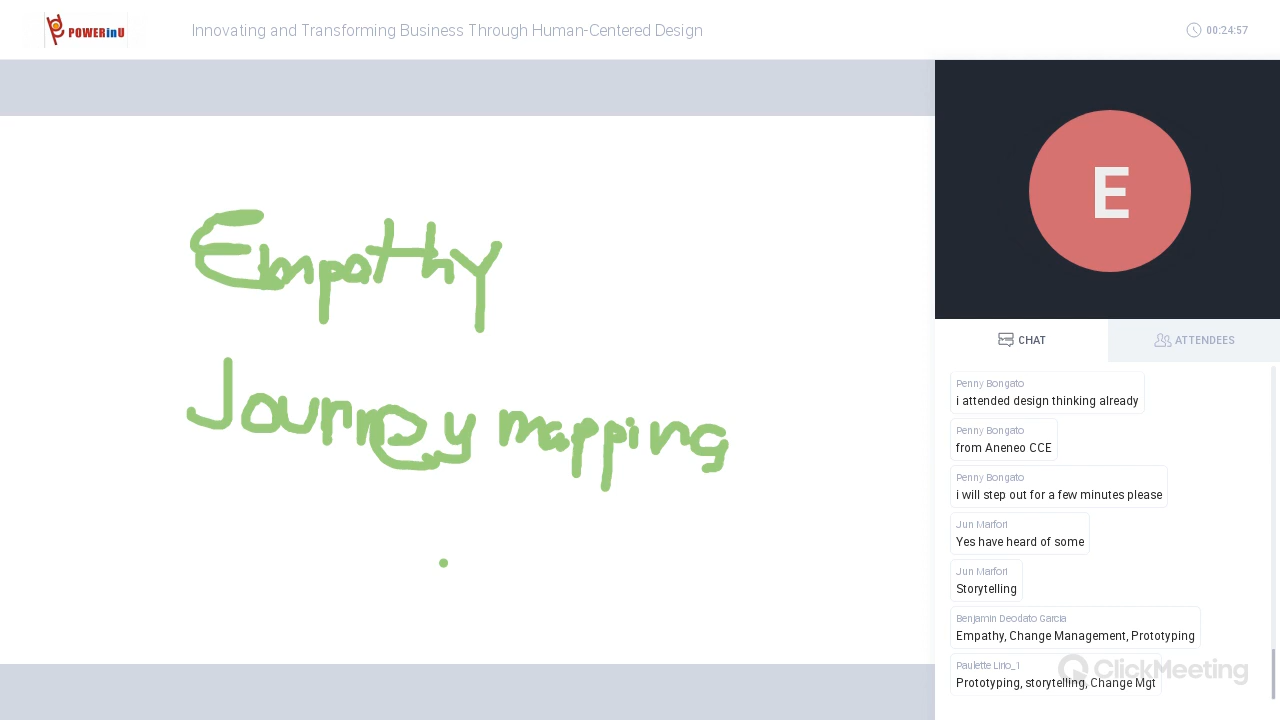 POWERinU
Innovating and Transforming Business Through Human-Centered Design
00:24:57
Empathy
Journey mapping
E
CHAT
ATTENDEES
Penny Bongato
i attended design thinking already
Penny Bongato
from Aneneo CCE
Penny Bongato
i will step out for a few minutes please
Jun Marfori
Yes have heard of some
Jun Marfori
Storytelling
Benjamin Deodato Garcia
Empathy, Change Management, Prototyping
Paulette Lirio_1
Prototyping, storytelling, Change Mgt
ClickMeeting